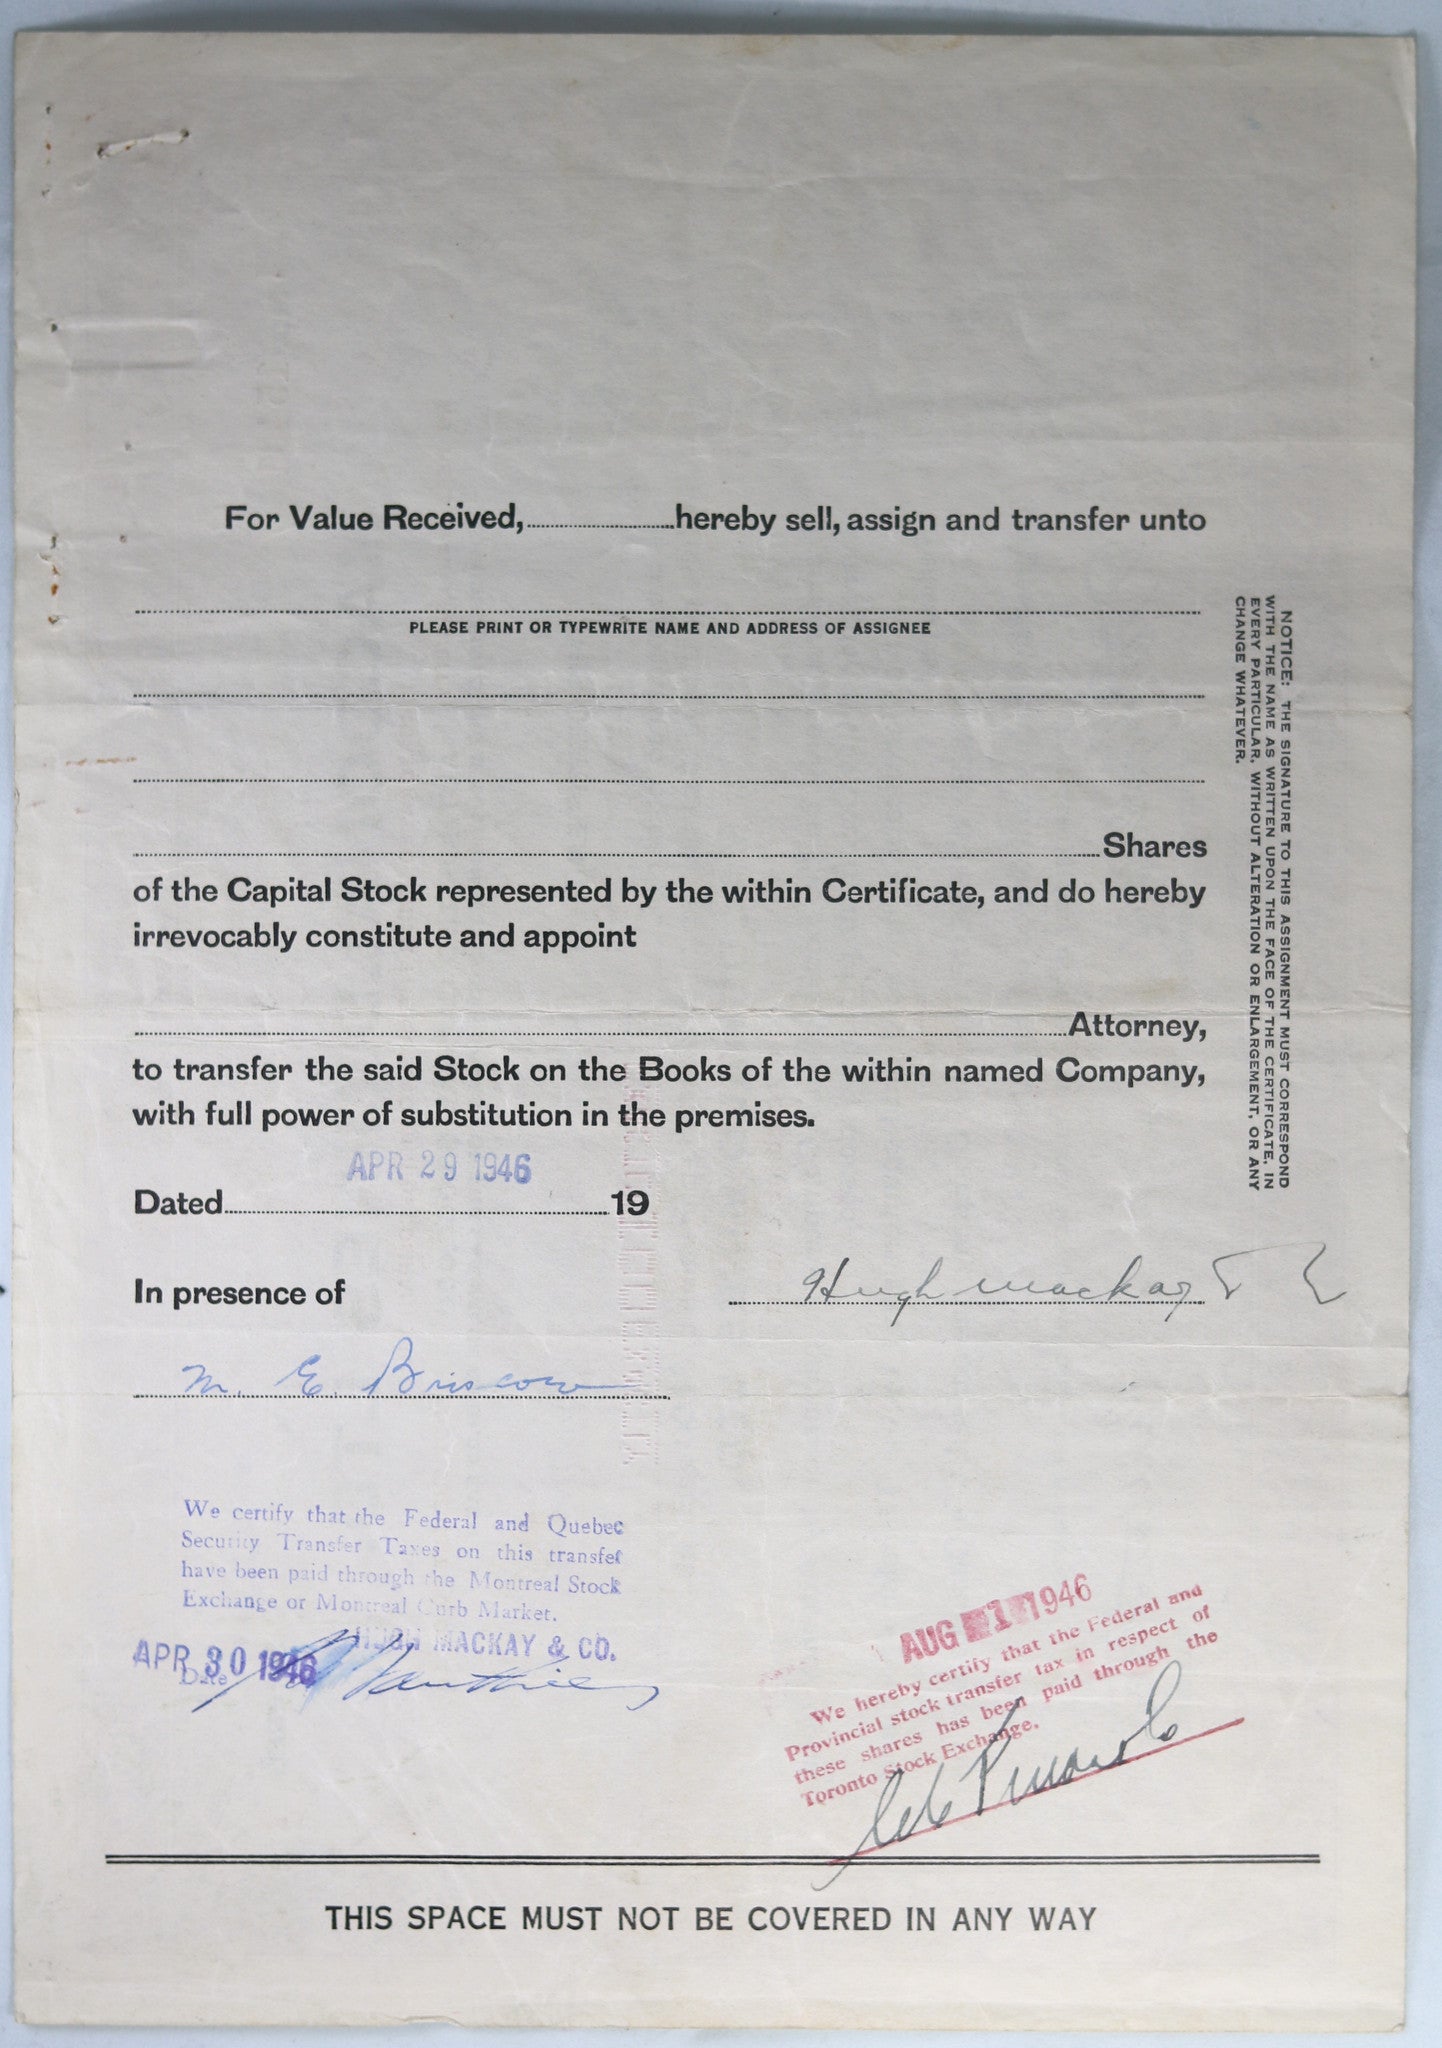 For Value Received,..............hereby sell, assign and transfer unto
PLEASE PRINT OR TYPEWRITE NAME AND ADDRESS OF ASSIGNEE
Shares
of the Capital Stock represented by the within Certificate, and do hereby
irrevocably constitute and appoint
Attorney,
to transfer the said Stock on the Books of the within named Company,
with full power of substitution in the premises.
APR 29 1946
Dated..............19
In presence of
Hugh Mackay
M. E. Briscow
NOTICE: THE SIGNATURE TO THIS ASSIGNMENT MUST CORRESPOND
WITH THE NAME AS WRITTEN UPON THE FACE OF THE CERTIFICATE, IN
EVERY PARTICULAR, WITHOUT ALTERATION OR ENLARGEMENT, OR ANY
CHANGE WHATEVER.
We certify that the Federal and Quebec
Security Transfer Taxes on this transfer
have been paid through the Montreal Stock
Exchange or Montreal Curb Market.
HUGH MACKAY & CO.
APR 30 1946
Date
AUG 1 1946
We hereby certify that the Federal and
Provincial stock transfer tax in respect of
these shares has been paid through the
Toronto Stock Exchange.
THIS SPACE MUST NOT BE COVERED IN ANY WAY